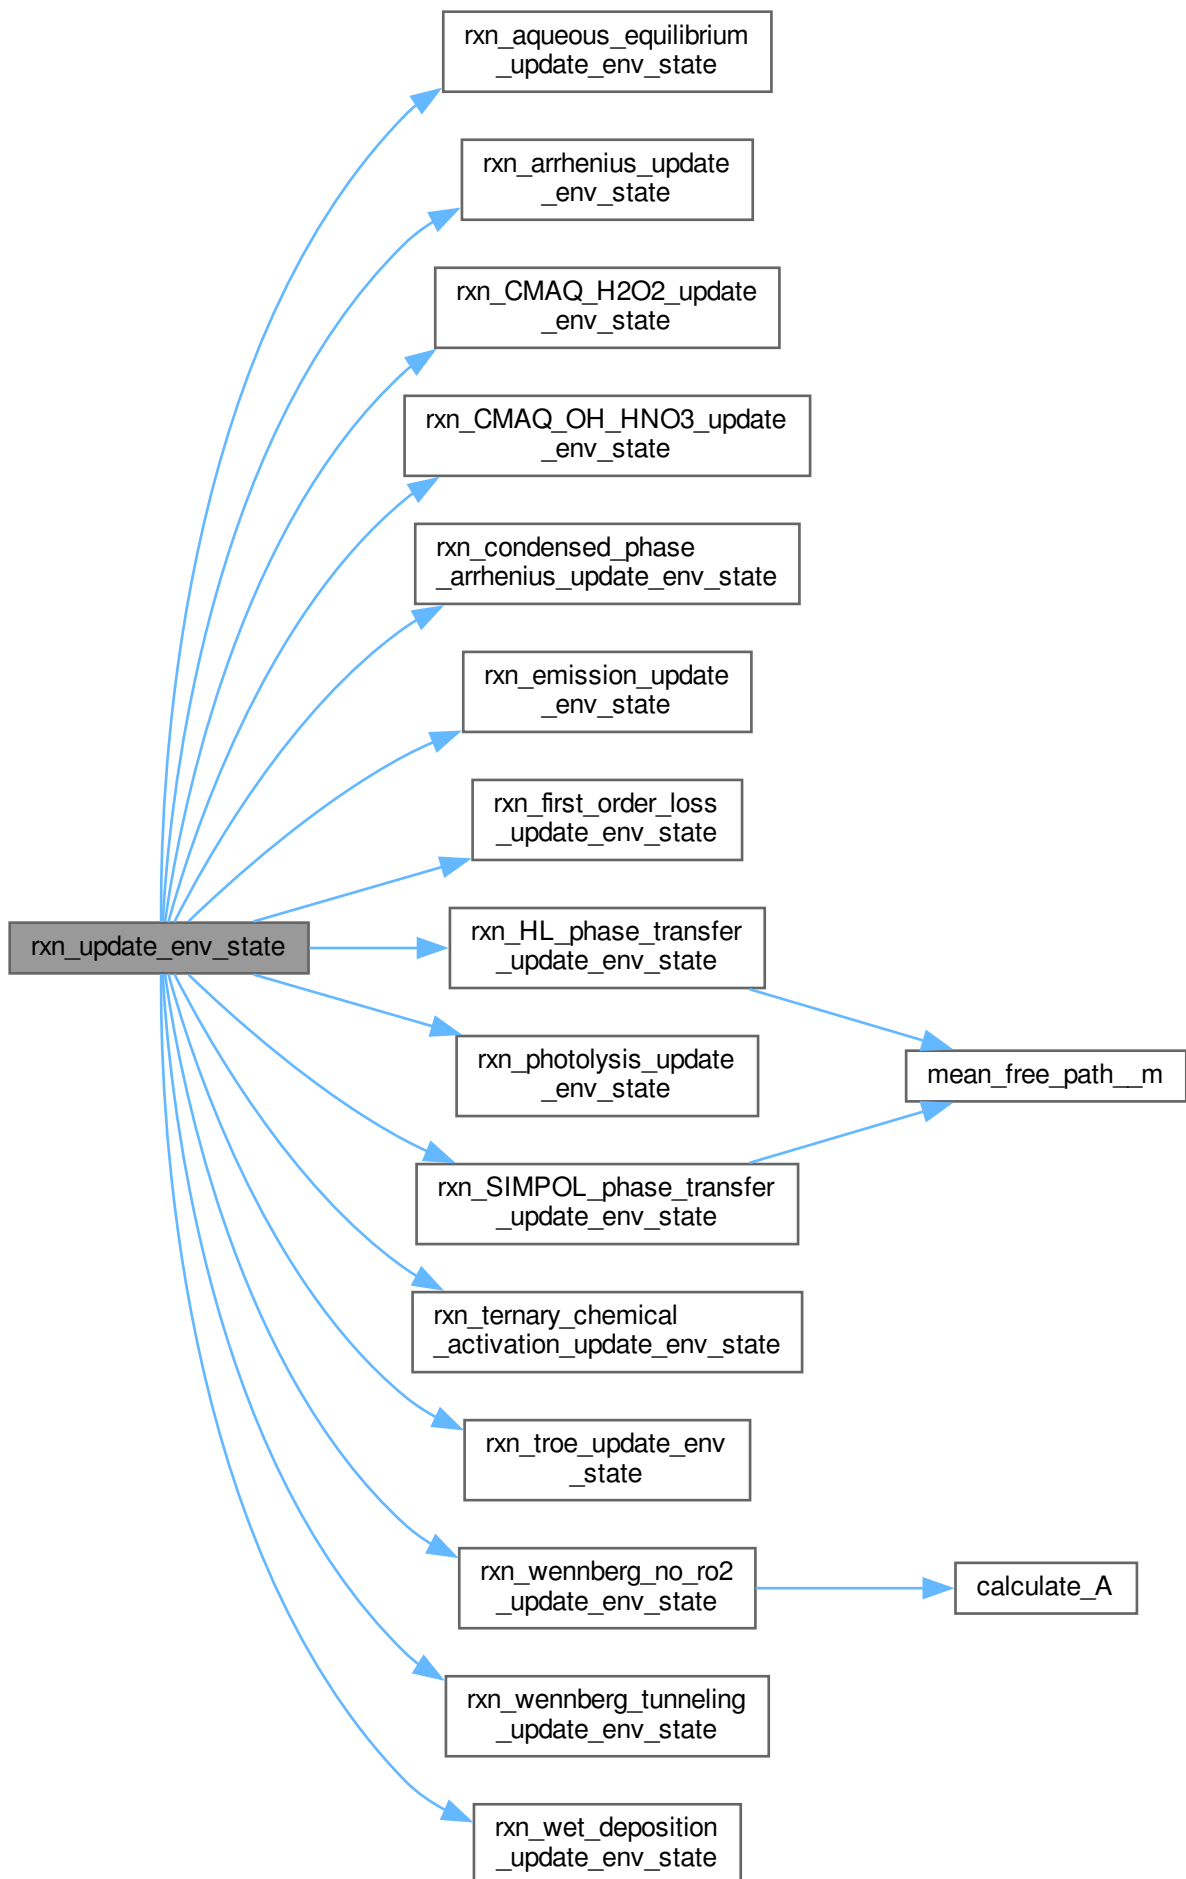 rxn_aqueous_equilibrium
_update_env_state
rxn_arrhenius_update
_env_state
rxn_CMAQ_H2O2_update
_env_state
rxn_CMAQ_OH_HNO3_update
_env_state
rxn_condensed_phase
_arrhenius_update_env_state
rxn_emission_update
_env_state
rxn_first_order_loss
_update_env_state
rxn_update_env_state
rxn_HL_phase_transfer
_update_env_state
rxn_photolysis_update
_env_state
mean_free_path__m
rxn_SIMPOL_phase_transfer
_update_env_state
rxn_ternary_chemical
_activation_update_env_state
rxn_troe_update_env
_state
rxn_wennberg_no_ro2
_update_env_state
calculate_A
rxn_wennberg_tunneling
_update_env_state
rxn_wet_deposition
_update_env_state